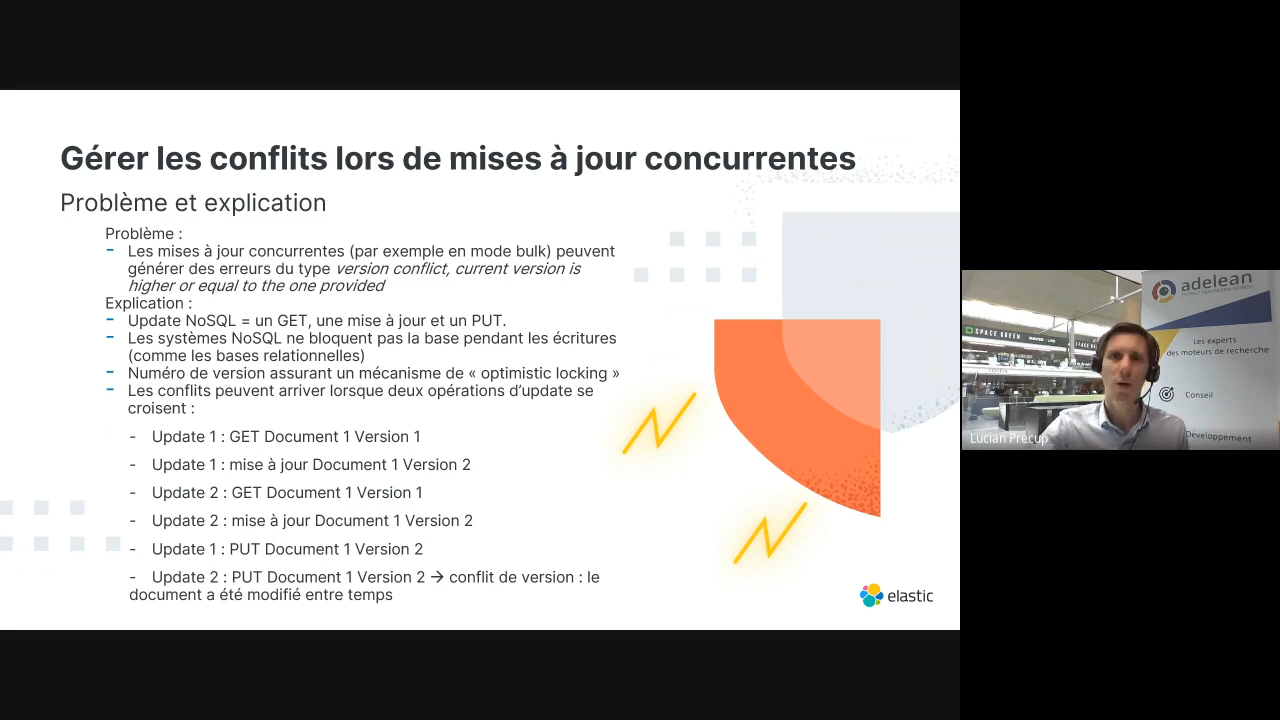 Gérer les conflits lors de mises à jour concurrentes
Problème et explication
Problème :
- Les mises à jour concurrentes (par exemple en mode bulk) peuvent
générer des erreurs du type version conflict, current version is
higher or equal to the one provided
Explication :
- Update NoSQL = un GET, une mise à jour et un PUT.
- Les systèmes NoSQL ne bloquent pas la base pendant les écritures
(comme les bases relationnelles)
- Numéro de version assurent un mécanisme de « optimistic locking »
- Les conflits peuvent arriver lorsque deux opérations d’update se
croisent :
- Update 1 : GET Document 1 Version 1
- Update 1 : mise à jour Document 1 Version 2
- Update 2 : GET Document 1 Version 1
- Update 2 : mise à jour Document 1 Version 2
- Update 1 : PUT Document 1 Version 2
- Update 2 : PUT Document 1 Version 2 → conflit de version : le
document a été modifié entre temps
elastic
adelean
EXTRACT TRANSFORM SEARCH
SPACE GREEN
Les experts
des moteurs de recherche
Conseil
Développement
Lucian Precup